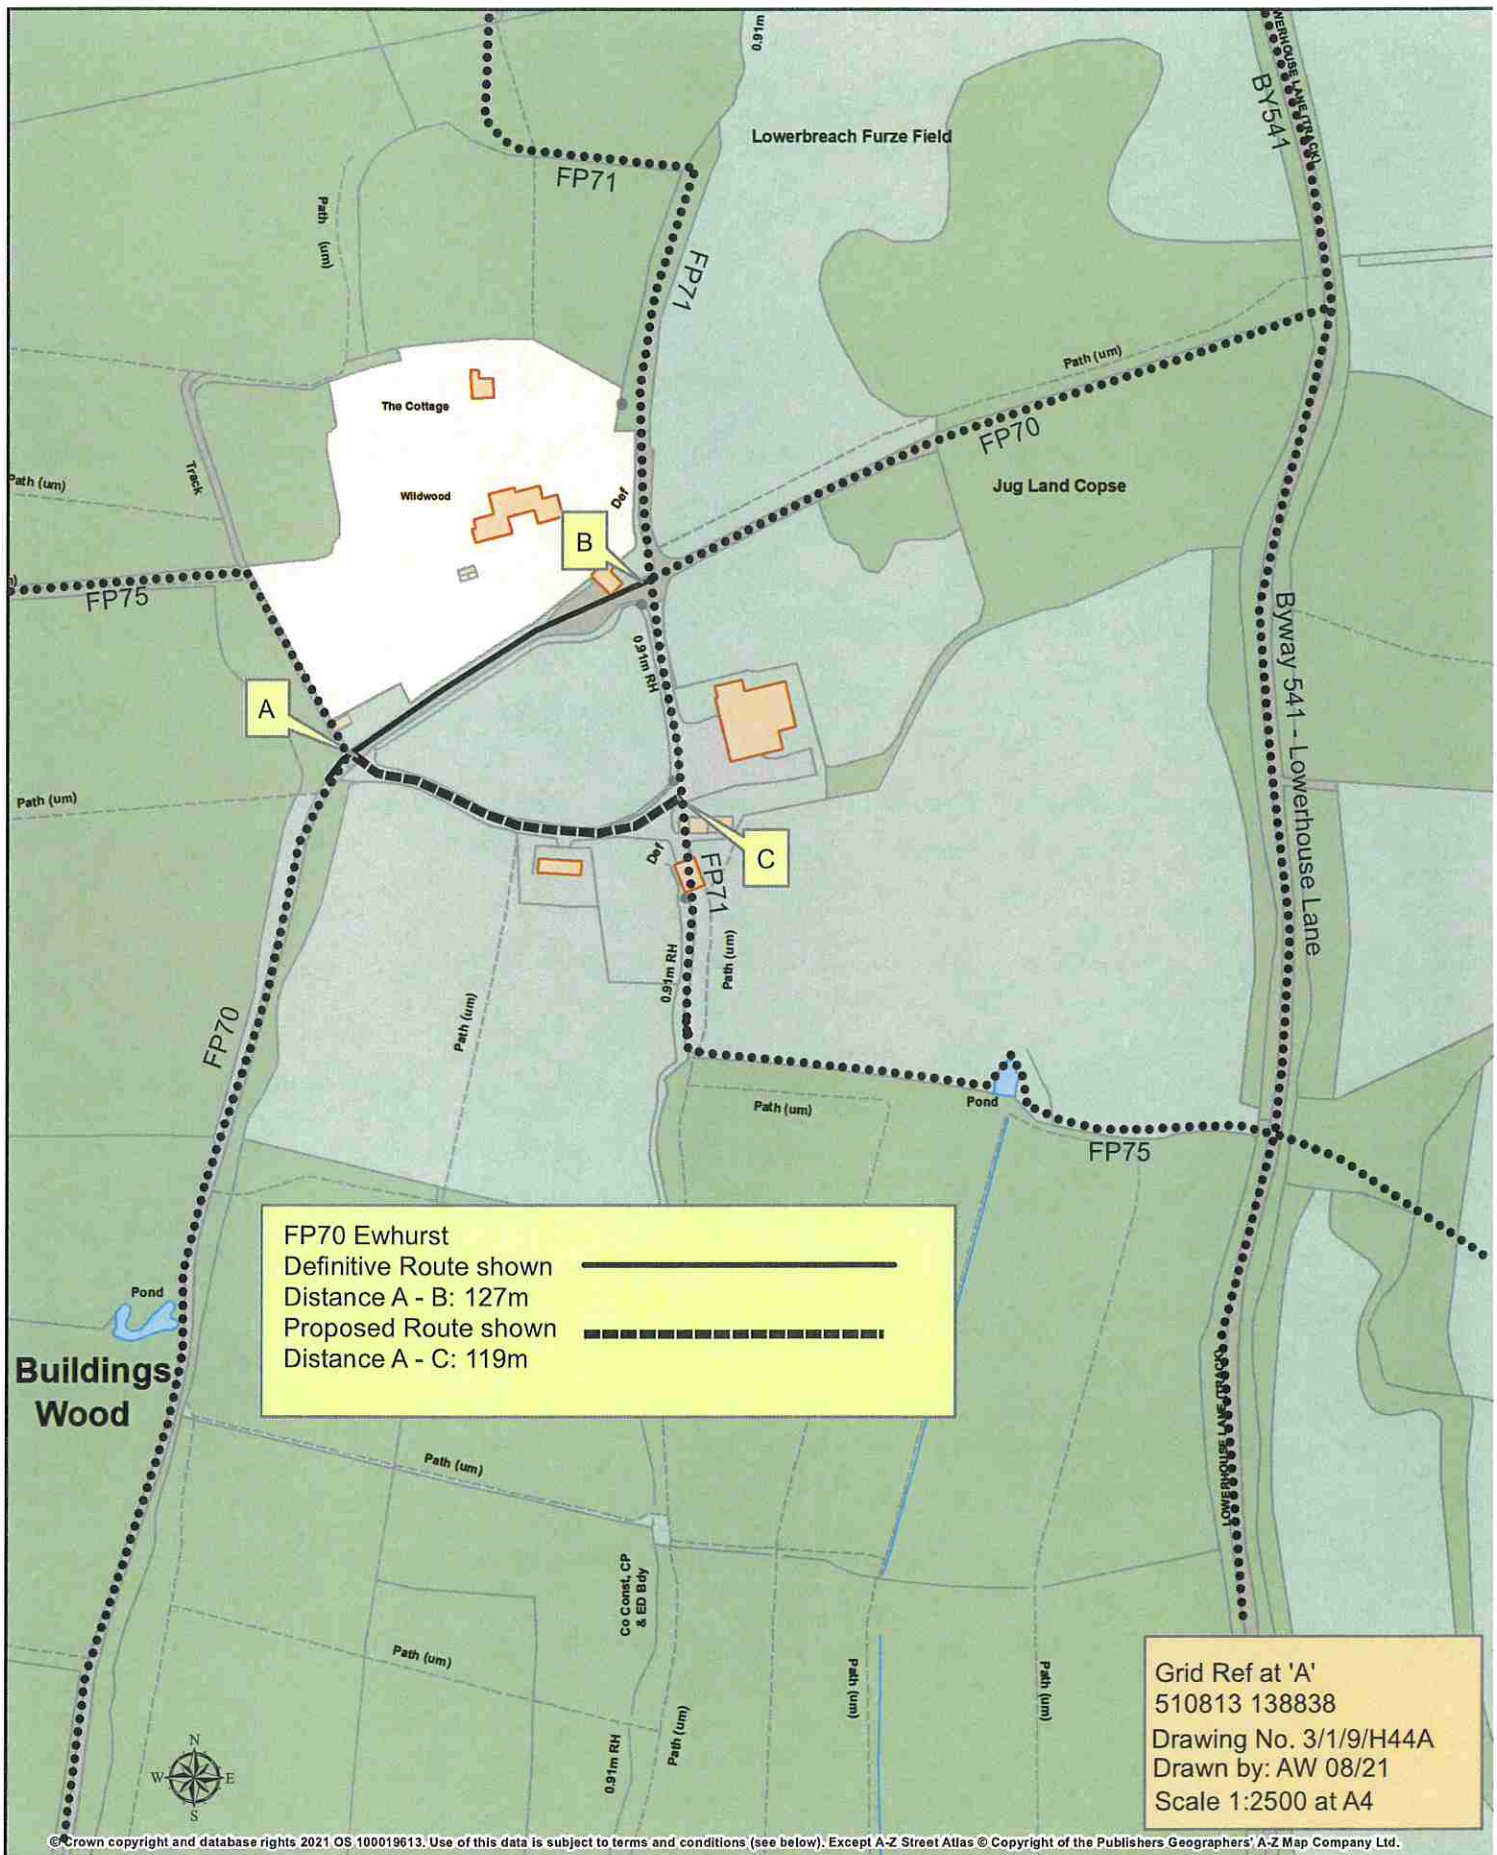 0.91m
WERHOUSE LANE (TRACK)
BY541
Lowerbreach Furze Field
FP71
Path (um)
FP71
Path (um)
The Cottage
FP70
Track
Path (um)
Wildwood
Def
Jug Land Copse
B
FP75
Byway 541 - Lowerhouse Lane
0.91m RH
A
Path (um)
Def
FP71
C
0.91m RH
Path (um)
Path (um)
FP70
Path (um)
Pond
FP75
FP70 Ewhurst
Definitive Route shown
Distance A - B: 127m
Proposed Route shown
Distance A - C: 119m
Pond
Buildings
Wood
LOWERHOUSE LANE (TRACK)
Path (um)
Co Const, CP
& ED Bdy
Path (um)
Path (um)
Path (um)
Path (um)
0.91m RH
Grid Ref at 'A'
510813 138838
Drawing No. 3/1/9/H44A
Drawn by: AW 08/21
Scale 1:2500 at A4
N
W E
S
© Crown copyright and database rights 2021 OS 100019613. Use of this data is subject to terms and conditions (see below). Except A-Z Street Atlas © Copyright of the Publishers Geographers' A-Z Map Company Ltd.